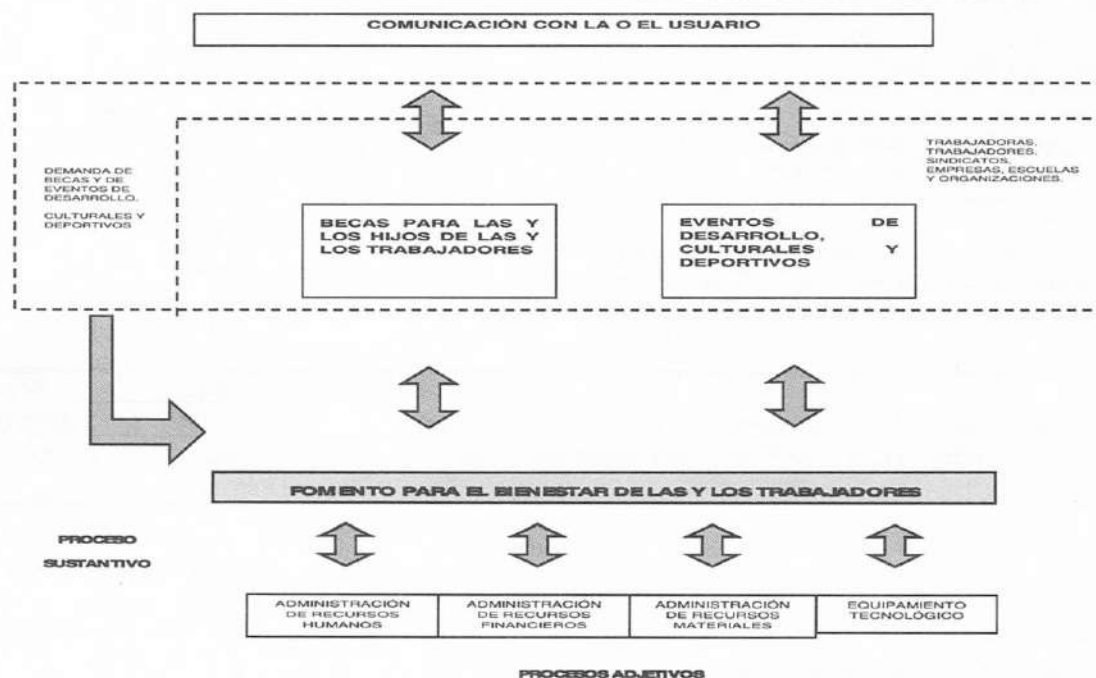 COMUNICACIÓN CON LA O EL USUARIO
DEMANDA DE
BECAS Y DE
EVENTOS DE
DESARROLLO,
CULTURALES Y
DEPORTIVOS
TRABAJADORAS,
TRABAJADORES,
SINDICATOS,
EMPRESAS, ESCUELAS
Y ORGANIZACIONES.
BECAS PARA LAS Y
LOS HIJOS DE LAS Y
LOS TRABAJADORES
EVENTOS DE
DESARROLLO,
CULTURALES Y
DEPORTIVOS
FOMENTO PARA EL BIENESTAR DE LAS Y LOS TRABAJADORES
PROCESO
SUSTANTIVO
ADMINISTRACIÓN
DE RECURSOS
HUMANOS
ADMINISTRACIÓN
DE RECURSOS
FINANCIEROS
ADMINISTRACIÓN
DE RECURSOS
MATERIALES
EQUIPAMIENTO
TECNOLÓGICO
PROCESOS ADJETIVOS